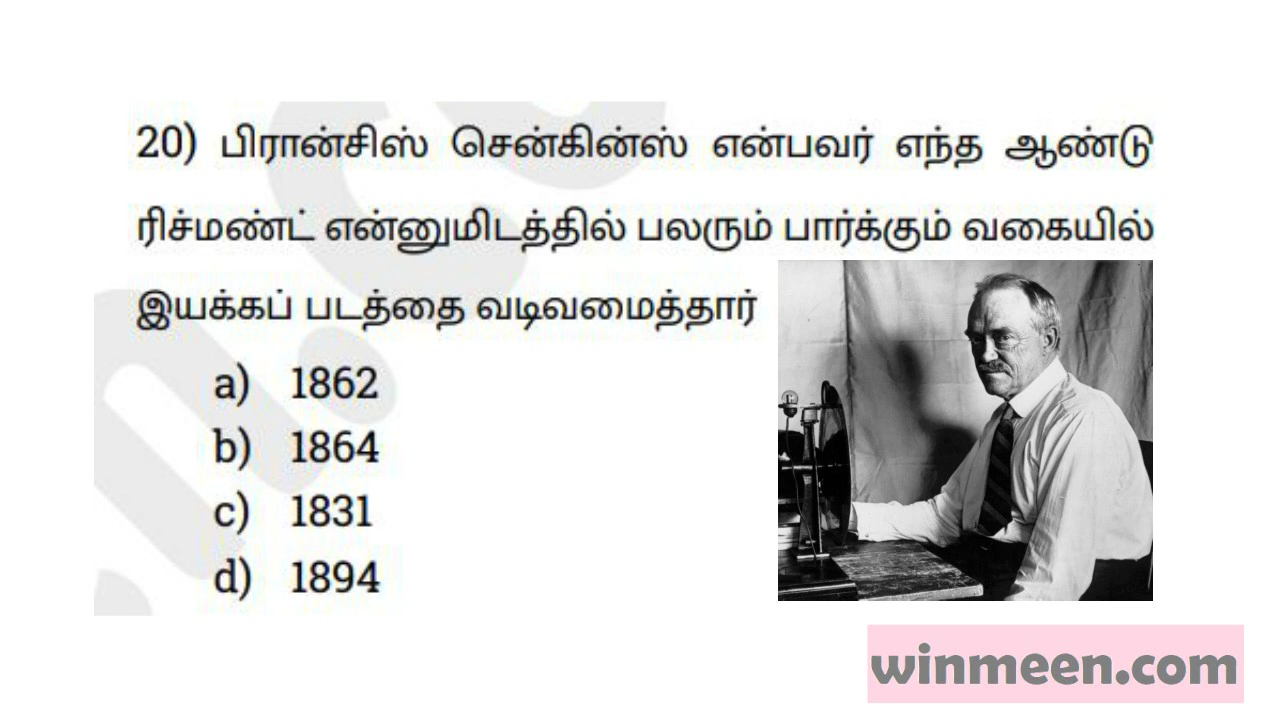 20) பிரான்சிஸ் சென்கின்ஸ் என்பவர் எந்த ஆண்டு
ரிச்மண்ட் என்னுமிடத்தில் பலரும் பார்க்கும் வகையில்
இயக்கப் படத்தை வடிவமைத்தார்
a) 1862
b) 1864
c) 1831
d) 1894
winmeen.com